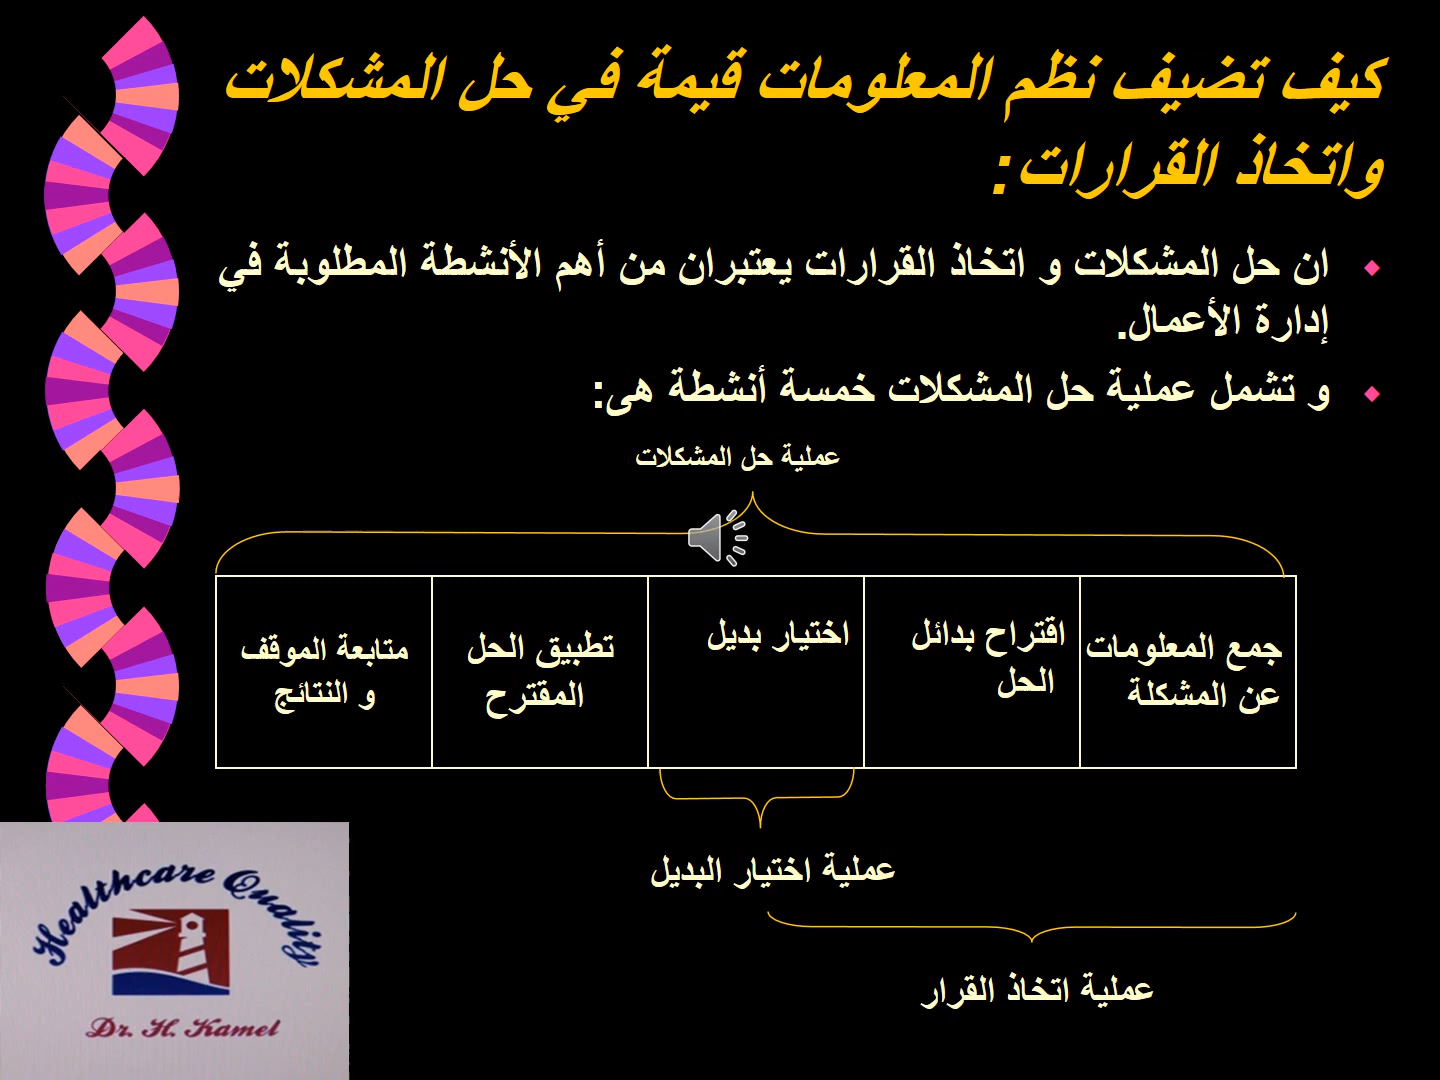 كيف تضيف نظم المعلومات قيمة في حل المشكلات
واتخاذ القرارات:
ان حل المشكلات و اتخاذ القرارات يعتبران من أهم الأنشطة المطلوبة في
إدارة الأعمال.
و تشمل عملية حل المشكلات خمسة أنشطة هى:
عملية حل المشكلات
جمع المعلومات
عن المشكلة
اقتراح بدائل
الحل
اختيار بديل
تطبيق الحل
المقترح
متابعة الموقف
و النتائج
عملية اختيار البديل
عملية اتخاذ القرار
Healthcare Quality
Dr. H. Kamel